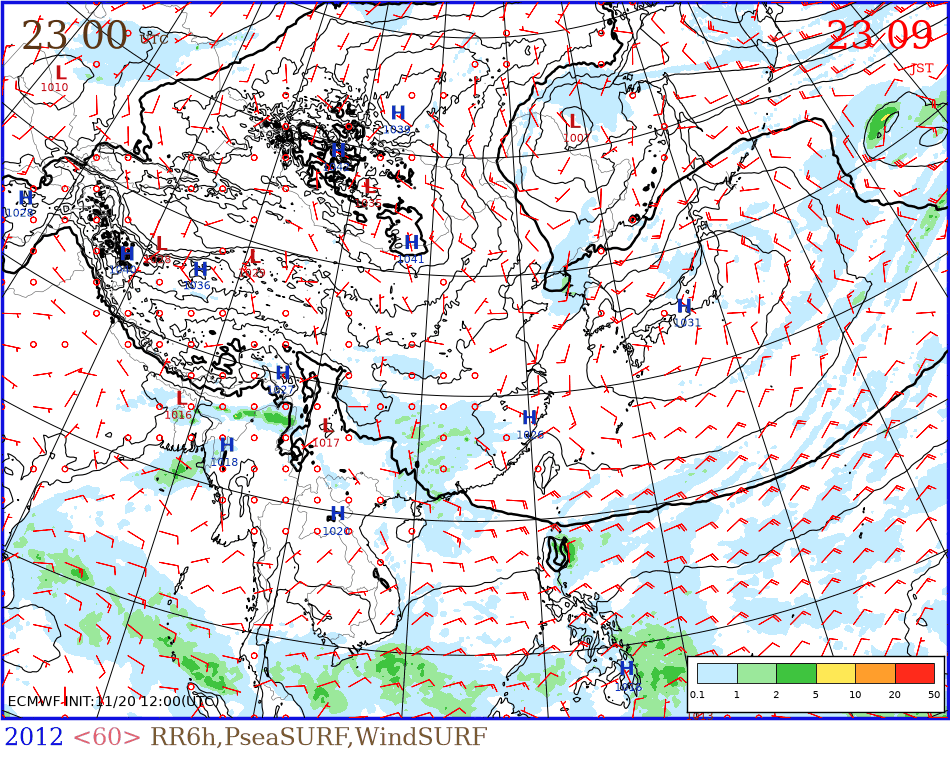 23 00 UTC
23 09
JST
L
1010
H
1039
L
H
L
H
1028
H
1041
L
H
H
1036
L
H
1031
H
L
1016
H
1026
L
1017
H
1018
H
1020
H
ECMWF INIT:11/20 12:00(UTC)
0.1 1 2 5 10 20 50
2012 <60> RR6h,PseaSURF,WindSURF